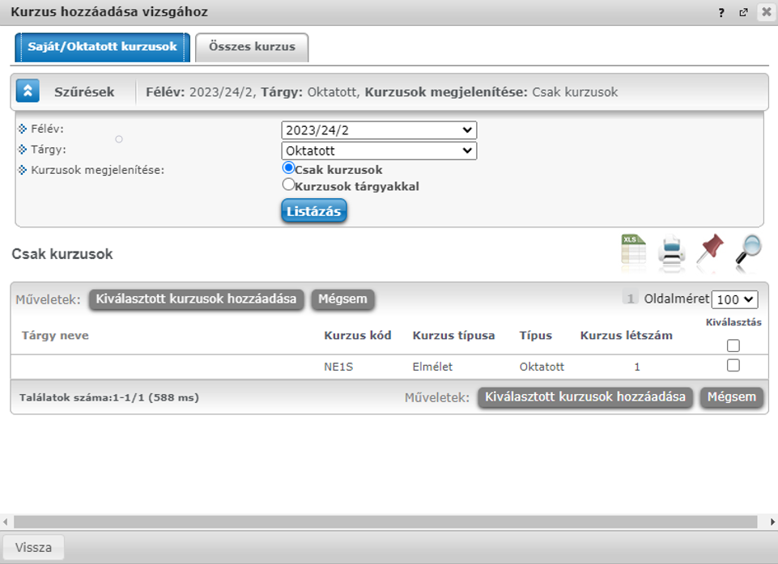 Kurzus hozzáadása vizsgához ?
Saját/Oktatott kurzusok Összes kurzus
Szűrések Félév: 2023/24/2, Tárgy: Oktatott, Kurzusok megjelenítése: Csak kurzusok
Félév: 2023/24/2
Tárgy: Oktatott
Kurzusok megjelenítése: Csak kurzusok
Kurzusok tárgyakkal
Listázás
Csak kurzusok XLS
Műveletek: Kiválasztott kurzusok hozzáadása Mégsem 1 Oldalméret 100
Tárgy neve Kurzus kód Kurzus típusa Típus Kurzus létszám Kiválasztás
NE1S Elmélet Oktatott 1
Találatok száma:1-1/1 (588 ms) Műveletek: Kiválasztott kurzusok hozzáadása Mégsem
Vissza